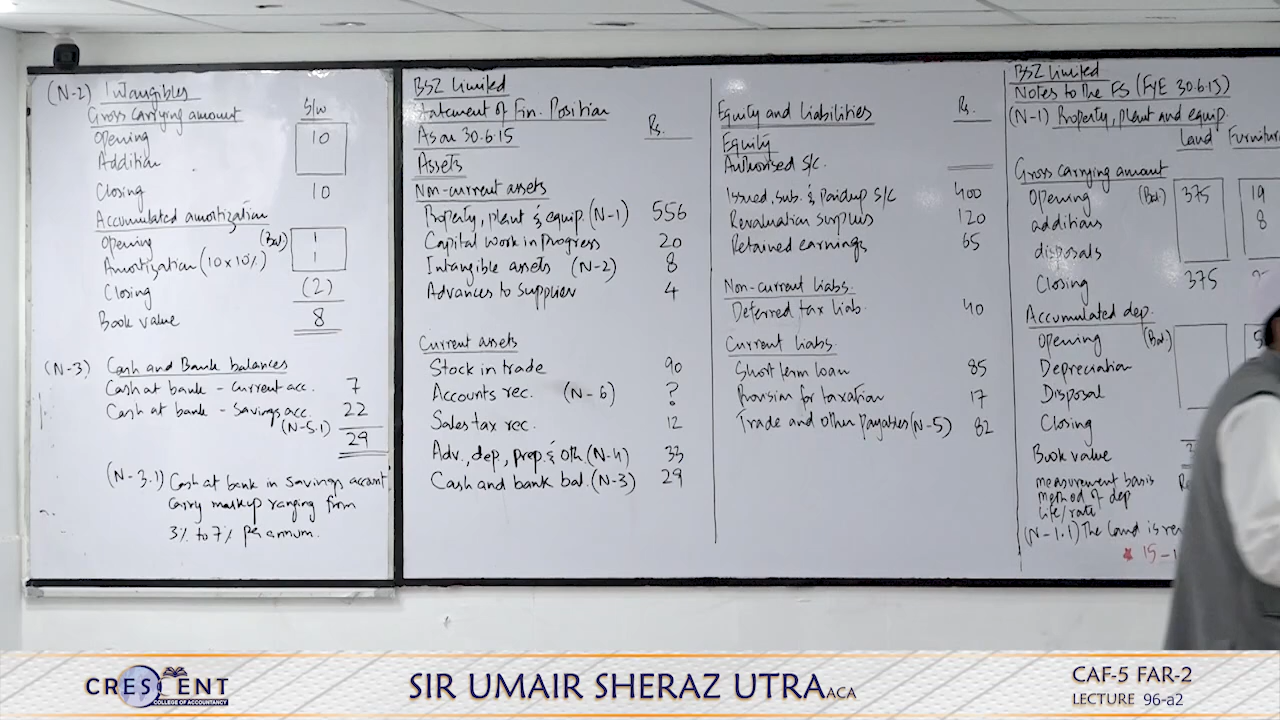 (N-2) Intangibles
S/w
Gross carrying amount
Opening 10
Addition
Closing 10
Accumulated amortization
Opening (Bal) 1
Amortization (10x10%) 1
Closing (2)
Book value 8
(N-3) Cash and Bank balances
Cash at bank - Current acc. 7
Cash at bank - Savings acc. 22
29
(N-3.1) Cash at bank in savings account
carry markup ranging from
3% to 7% per annum.
BSZ Limited
Statement of Fin. Position
As on 30.6.15
Rs.
Assets
Non-current assets
Property, plant & equip. (N-1) 556
Capital work in Progress 20
Intangible assets (N-2) 8
Advances to supplier 4
Current assets
Stock in trade 90
Accounts rec. (N-6) ?
Sales tax rec. 12
Adv., dep, prep & oth. (N-4) 33
Cash and bank bal. (N-3) 29
Equity and liabilities
Rs.
Equity
Authorised s/c.
Issued, sub. & paidup s/c 400
Revaluation surplus 120
Retained earnings 65
Non-current liabs.
Deferred tax liab. 40
Current liabs.
Short term loan 85
Provision for taxation 17
Trade and other payables (N-5) 82
BSZ Limited
Notes to the FS (FYE 30.6.15)
(N-1) Property, plant and equip.
Land Furniture
Gross carrying amount
Opening (Bal.) 375 19
additions 8
disposals
Closing 375
Accumulated dep.
Opening (Bal.) 5
Depreciation
Disposal
Closing
Book value
measurement basis
method of dep
life/rate
(N-1.1) The land is
CRESCENT
COLLEGE OF ACCOUNTANCY
SIR UMAIR SHERAZ UTRA ACA
CAF-5 FAR-2
LECTURE 96-a2